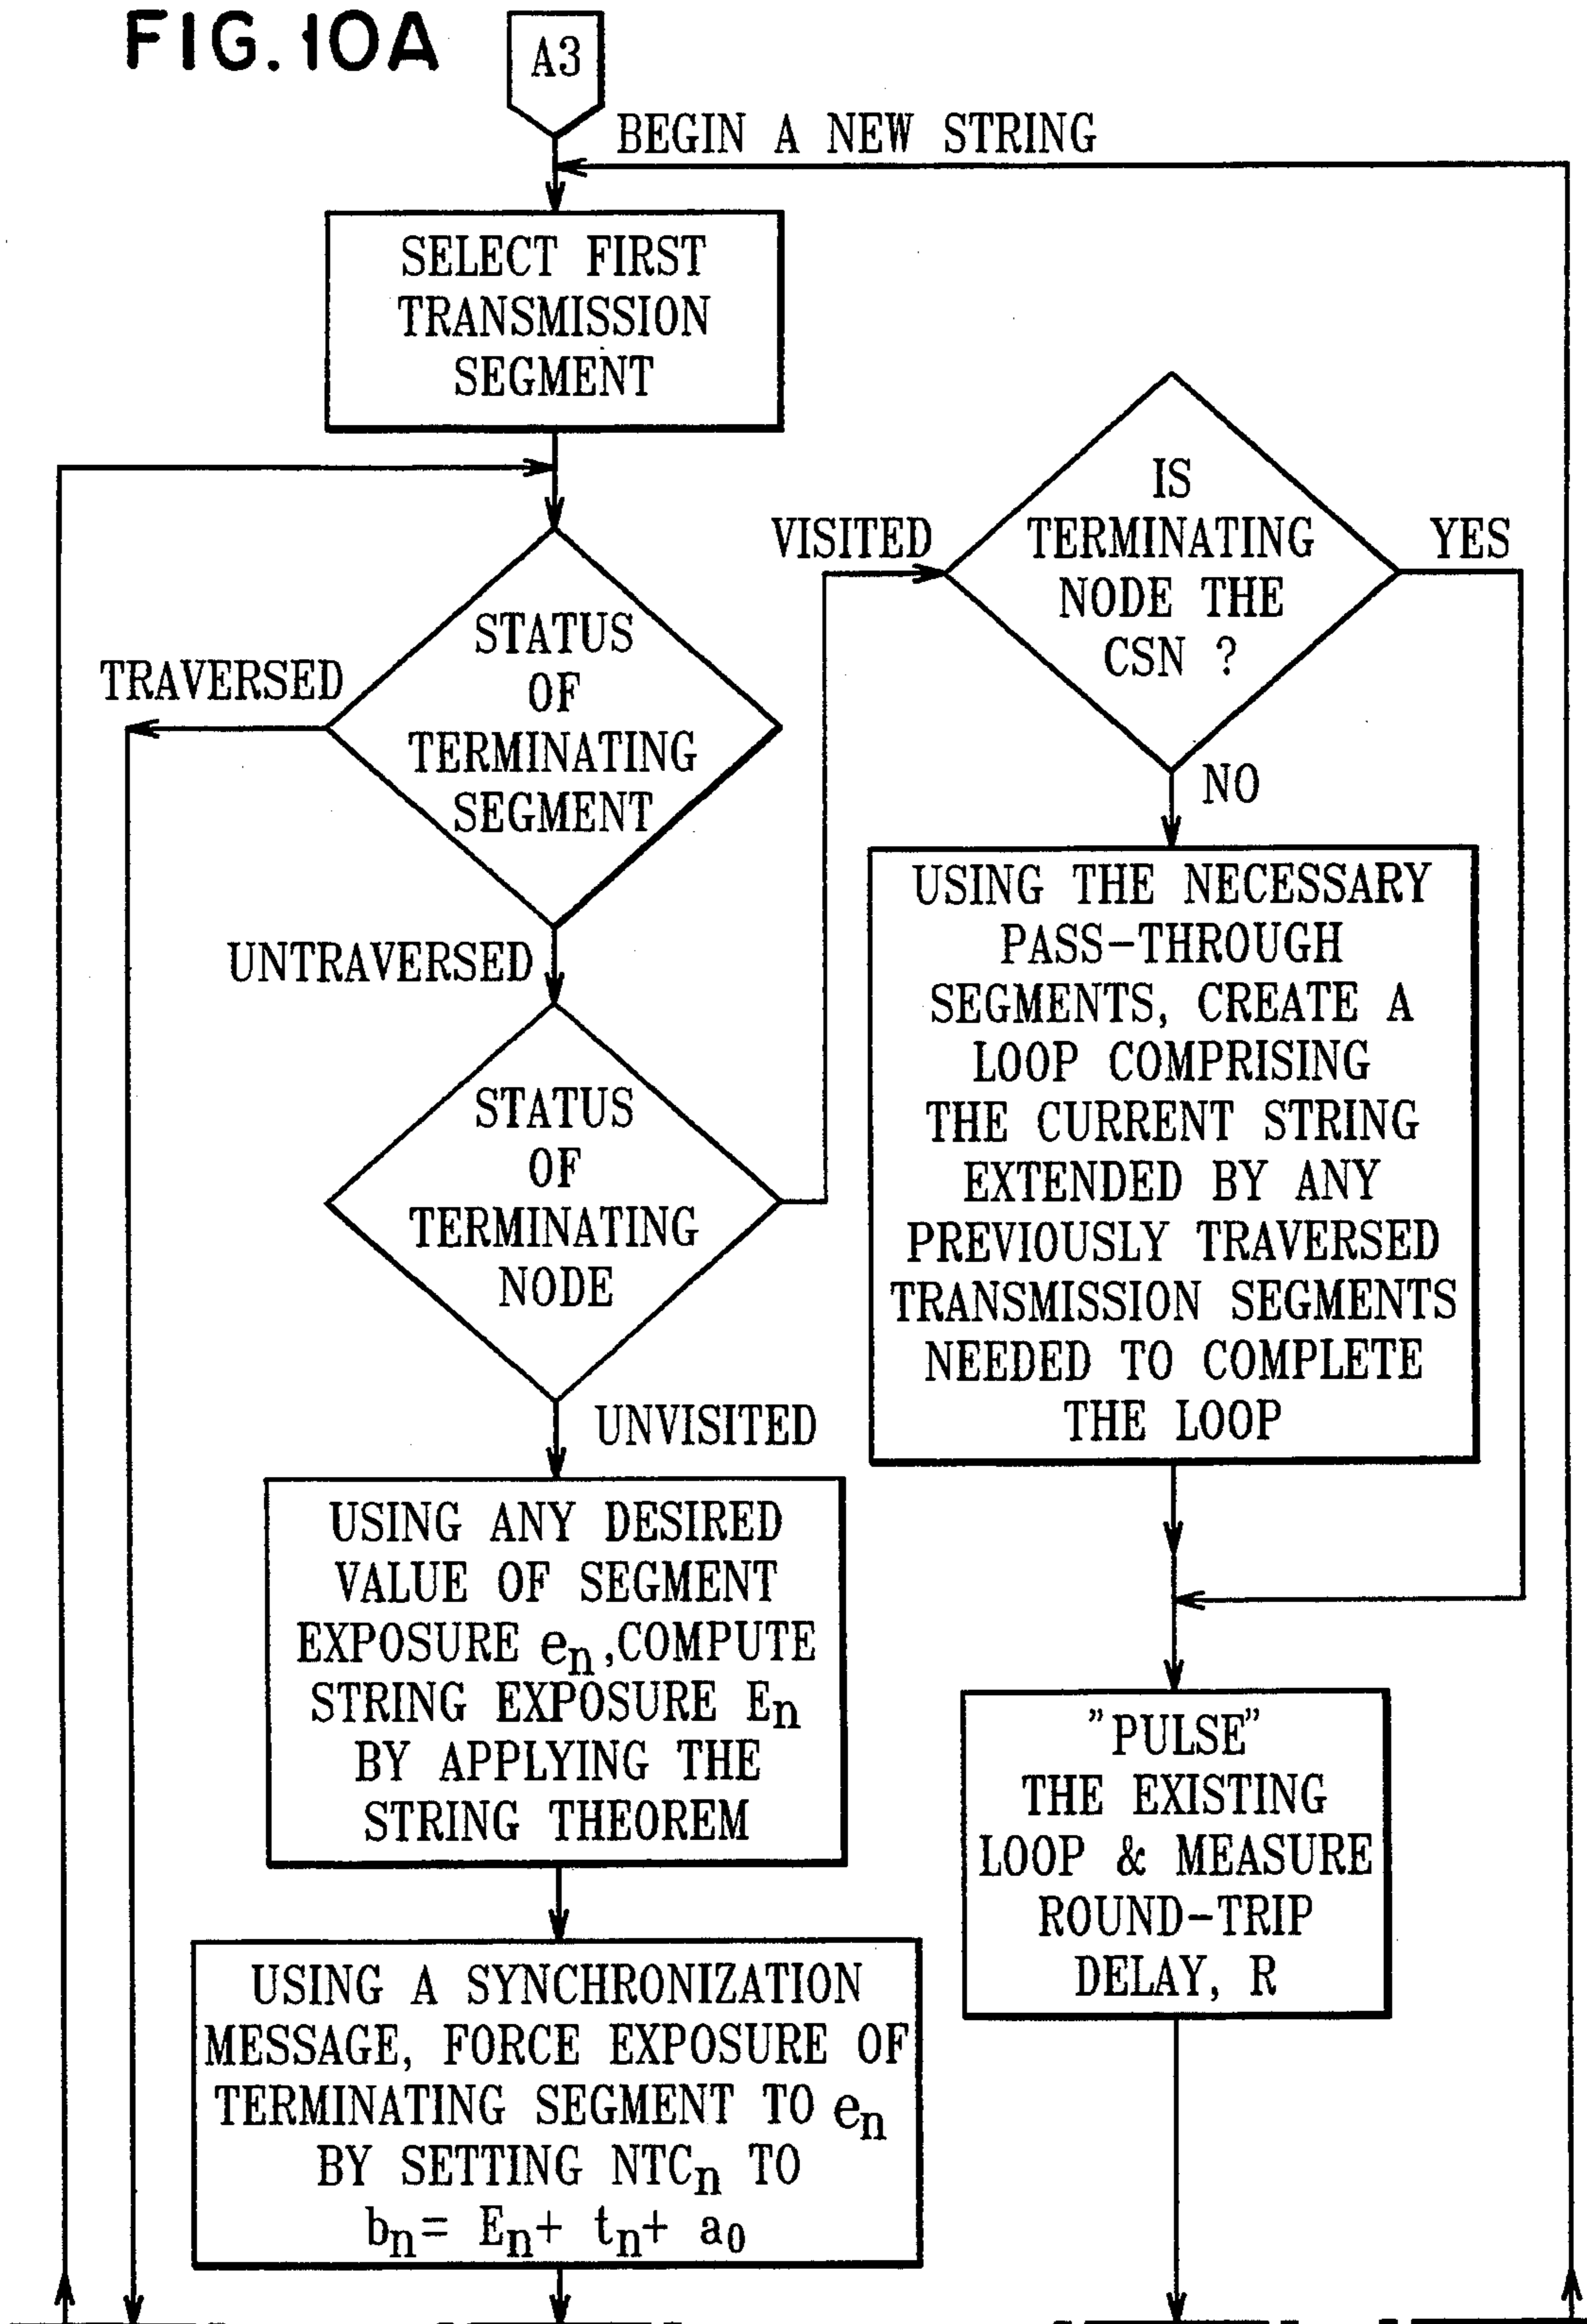 FIG. 10A
A3
BEGIN A NEW STRING
SELECT FIRST
TRANSMISSION
SEGMENT
STATUS
OF
TERMINATING
SEGMENT
TRAVERSED
UNTRAVERSED
STATUS
OF
TERMINATING
NODE
VISITED
UNVISITED
USING ANY DESIRED
VALUE OF SEGMENT
EXPOSURE eₙ,COMPUTE
STRING EXPOSURE Eₙ
BY APPLYING THE
STRING THEOREM
USING A SYNCHRONIZATION
MESSAGE, FORCE EXPOSURE OF
TERMINATING SEGMENT TO eₙ
BY SETTING NTCₙ TO
bₙ= Eₙ+ tₙ+ a₀
IS
TERMINATING
NODE THE
CSN ?
YES
NO
USING THE NECESSARY
PASS-THROUGH
SEGMENTS, CREATE A
LOOP COMPRISING
THE CURRENT STRING
EXTENDED BY ANY
PREVIOUSLY TRAVERSED
TRANSMISSION SEGMENTS
NEEDED TO COMPLETE
THE LOOP
”PULSE”
THE EXISTING
LOOP & MEASURE
ROUND-TRIP
DELAY, R